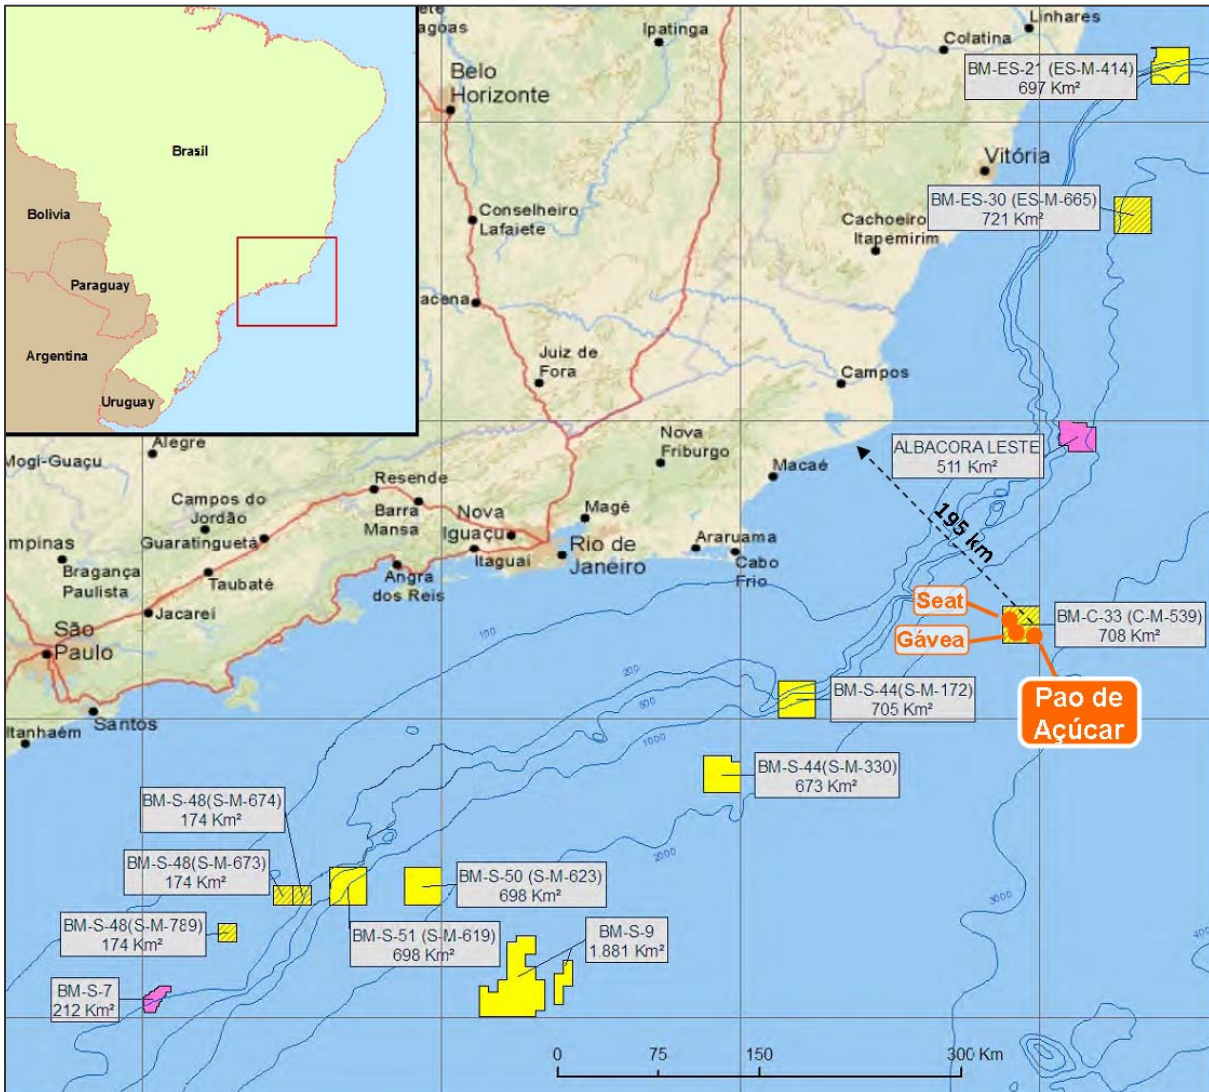 Brasil
Bolivia
Paraguay
Argentina
Uruguay
Ipatinga
Linhares
Colatina
Belo
Horizonte
BM-ES-21 (ES-M-414)
697 Km²
Vitória
BM-ES-30 (ES-M-665)
721 Km²
Conselheiro
Lafaiete
Cachoeiro
Itapemirim
acena
Juiz de
Fora
Campos
Alegre
Mogi-Guaçu
Nova
Friburgo
Macaé
ALBACORA LESTE
511 Km²
195 km
Resende
Campos do
Jordão
Barra
Mansa
Nova
Iguaçu
Magé
Guaratinguetá
mpinas
Bragança
Paulista
Taubaté
Itaguaí
Rio de
Janeiro
Araruama
Cabo
Frio
Angra
dos Reis
Jacareí
São
Paulo
Santos
Itanhaém
Seat
Gávea
BM-C-33 (C-M-539)
708 Km²
Pao de
Açúcar
100
200
500
1000
2000
3000
BM-S-44(S-M-172)
705 Km²
BM-S-44(S-M-330)
673 Km²
BM-S-48(S-M-674)
174 Km²
BM-S-48(S-M-673)
174 Km²
BM-S-50 (S-M-623)
698 Km²
BM-S-48(S-M-789)
174 Km²
BM-S-51 (S-M-619)
698 Km²
BM-S-9
1.881 Km²
BM-S-7
212 Km²
0 75 150 300 Km